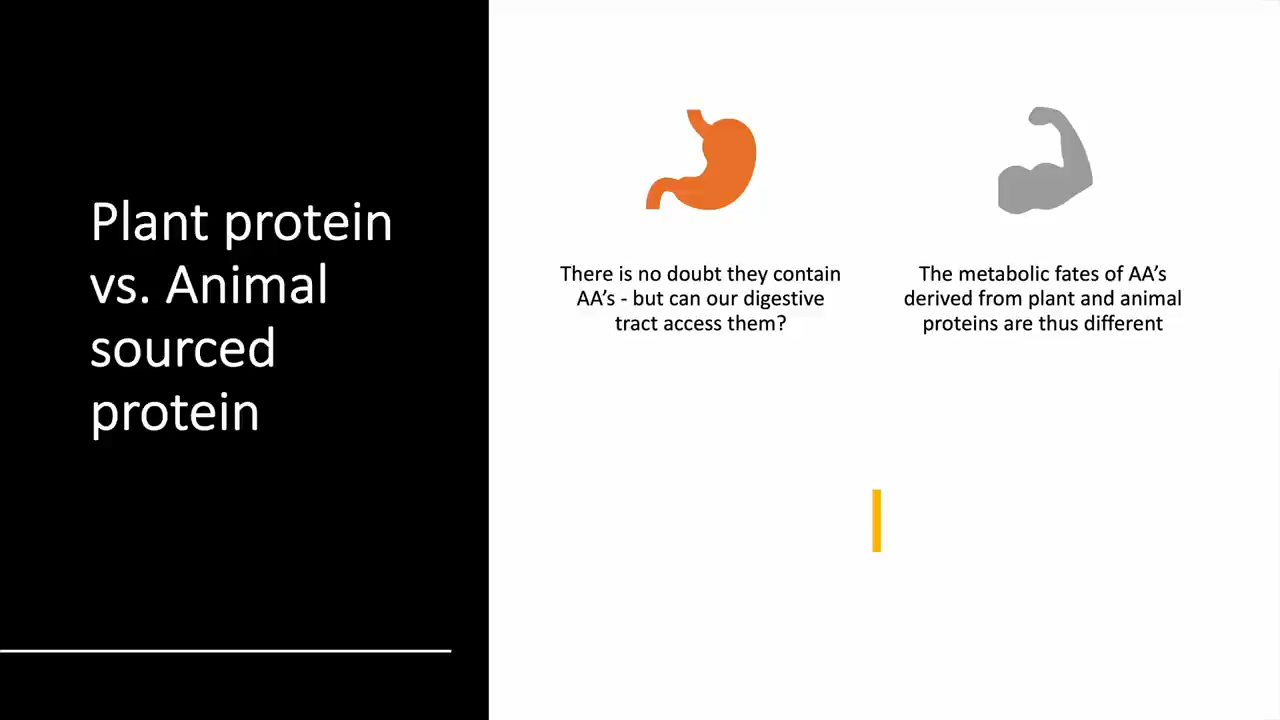 Plant protein
vs. Animal
sourced
protein
There is no doubt they contain
AA's - but can our digestive
tract access them?
The metabolic fates of AA's
derived from plant and animal
proteins are thus different